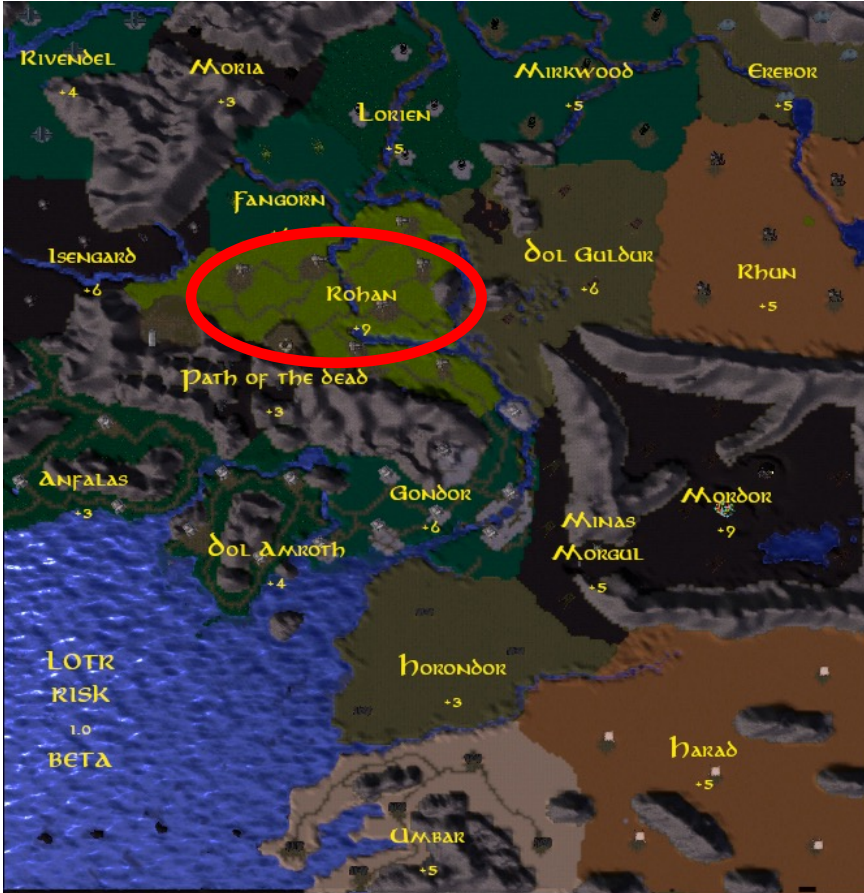 Rivendel
+4
Moria
+3
Lorien
+5
Mirkwood
+5
Erebor
+5
Fangorn
Isengard
+6
Rohan
+9
Dol Guldur
+6
Rhun
+5
Path of the dead
+3
Anfalas
+3
Gondor
+6
Dol Amroth
+4
Minas
Morgul
+5
Mordor
+9
Horondor
+3
Lotr
Risk
1.0
Beta
Harad
+5
Umbar
+5